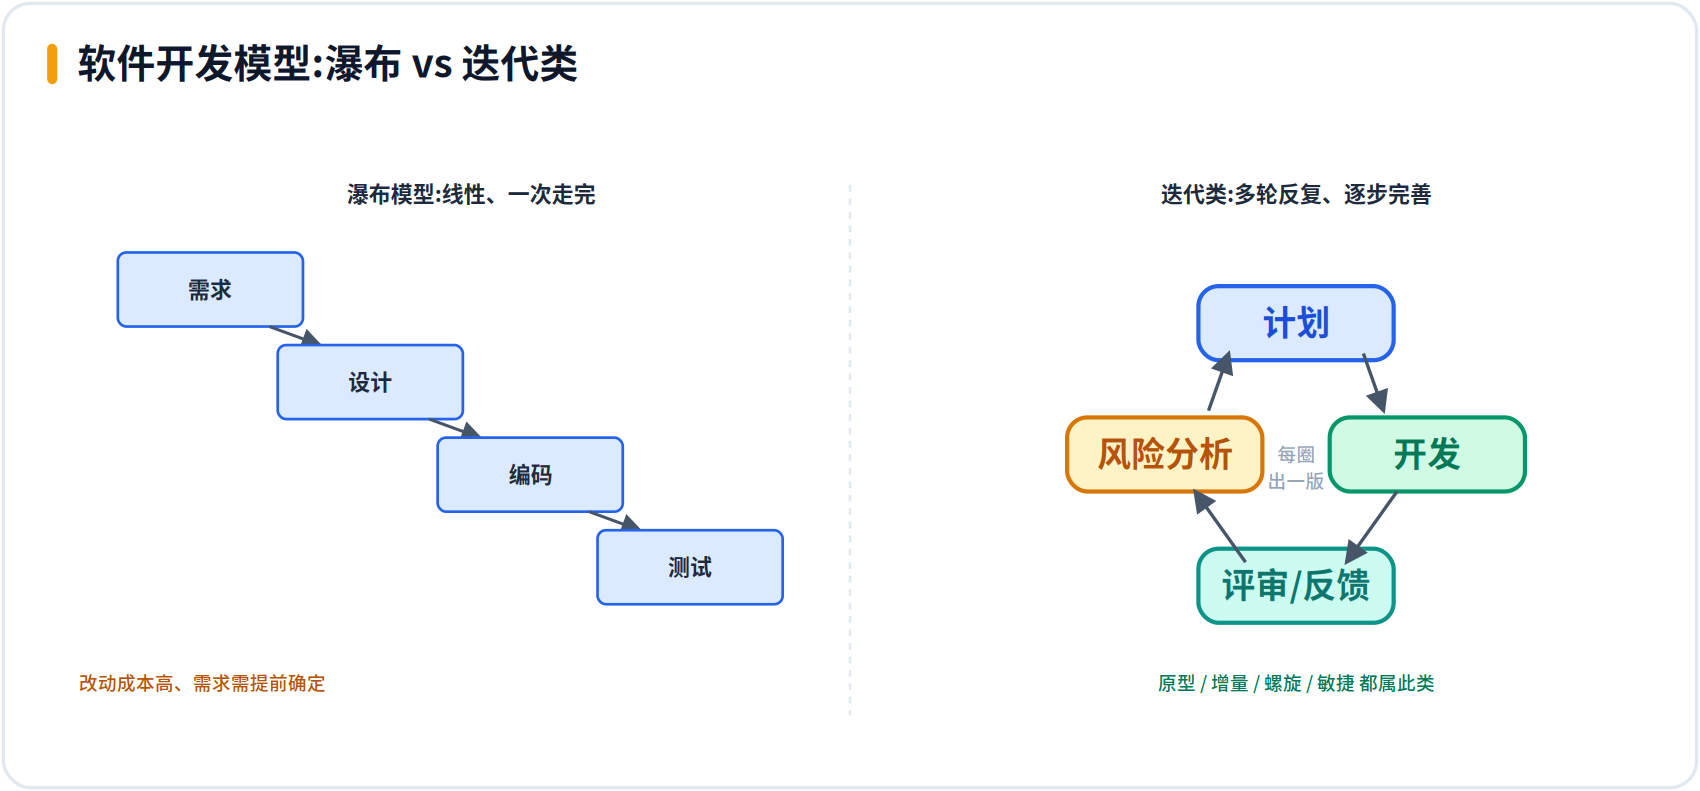 软件开发模型:瀑布 vs 迭代类
瀑布模型:线性、一次走完
需求
设计
编码
测试
改动成本高、需求需提前确定
迭代类:多轮反复、逐步完善
计划
风险分析
每圈
出一版
开发
评审/反馈
原型 / 增量 / 螺旋 / 敏捷 都属此类